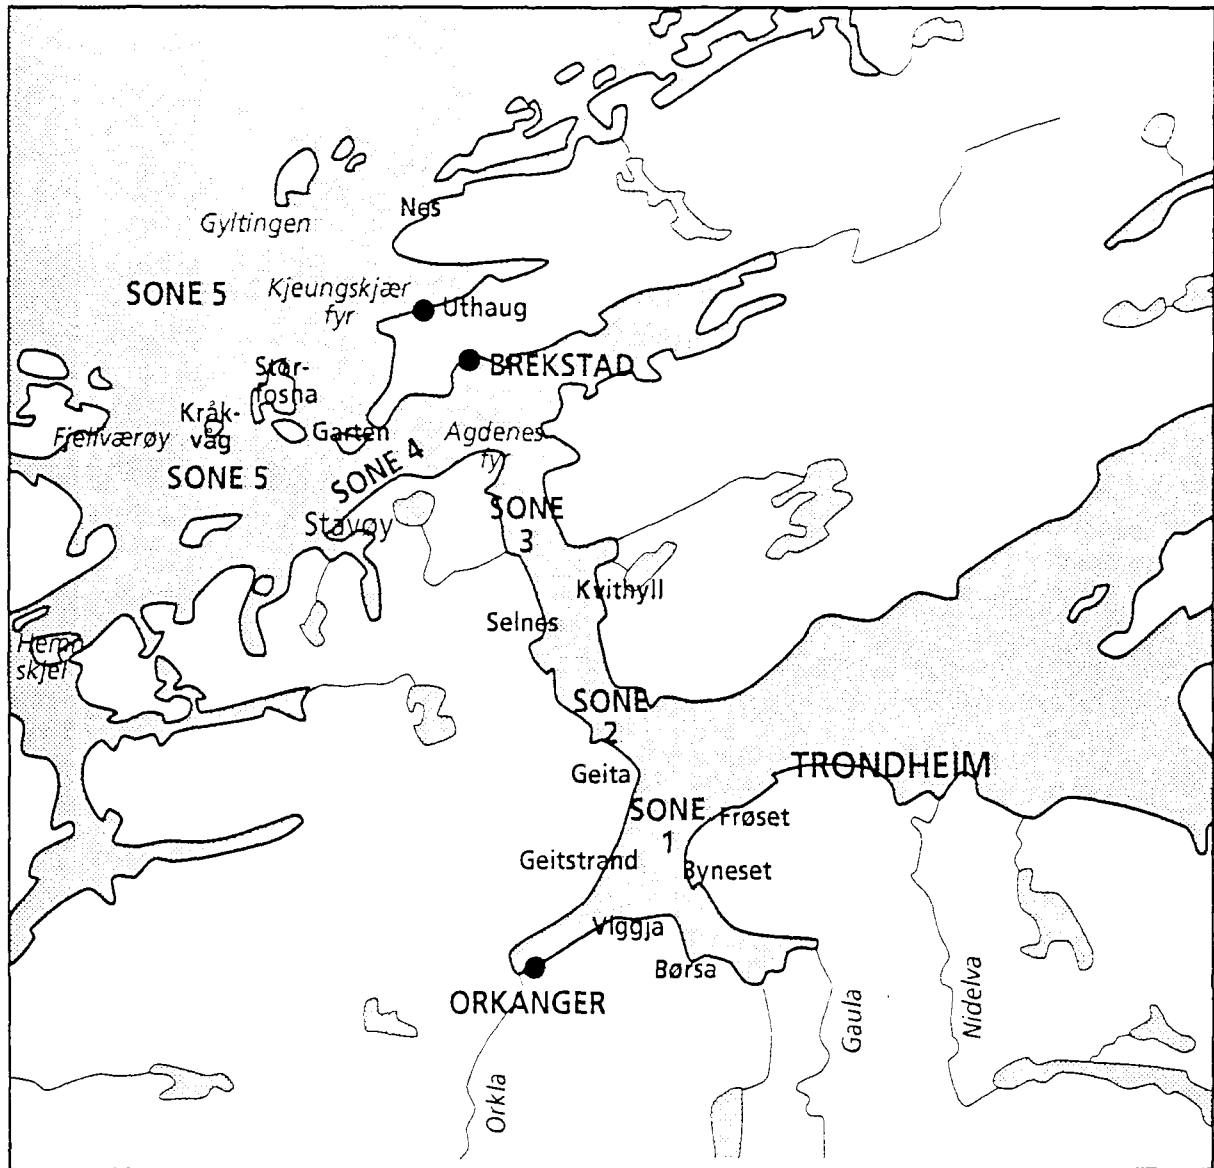 Nes
Gyltingen
SONE 5
Kjeungskjær
fyr
Uthaug
BREKSTAD
Stor-
fosna
Kråk-
våg
Garten
Fjellværøy
Agdenes
fyr
SONE 4
SONE 5
SONE
3
Stavøy
Kvithyll
Selnes
Hemn
skjel
SONE
2
TRONDHEIM
Geita
SONE
1
Frøset
Geitstrand
Byneset
Viggja
Børsa
ORKANGER
Orkla
Gaula
Nidelva